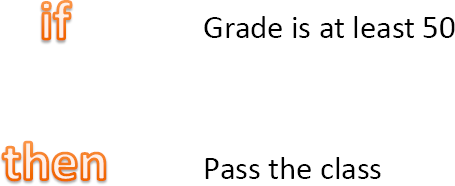 if Grade is at least 50
then Pass the class